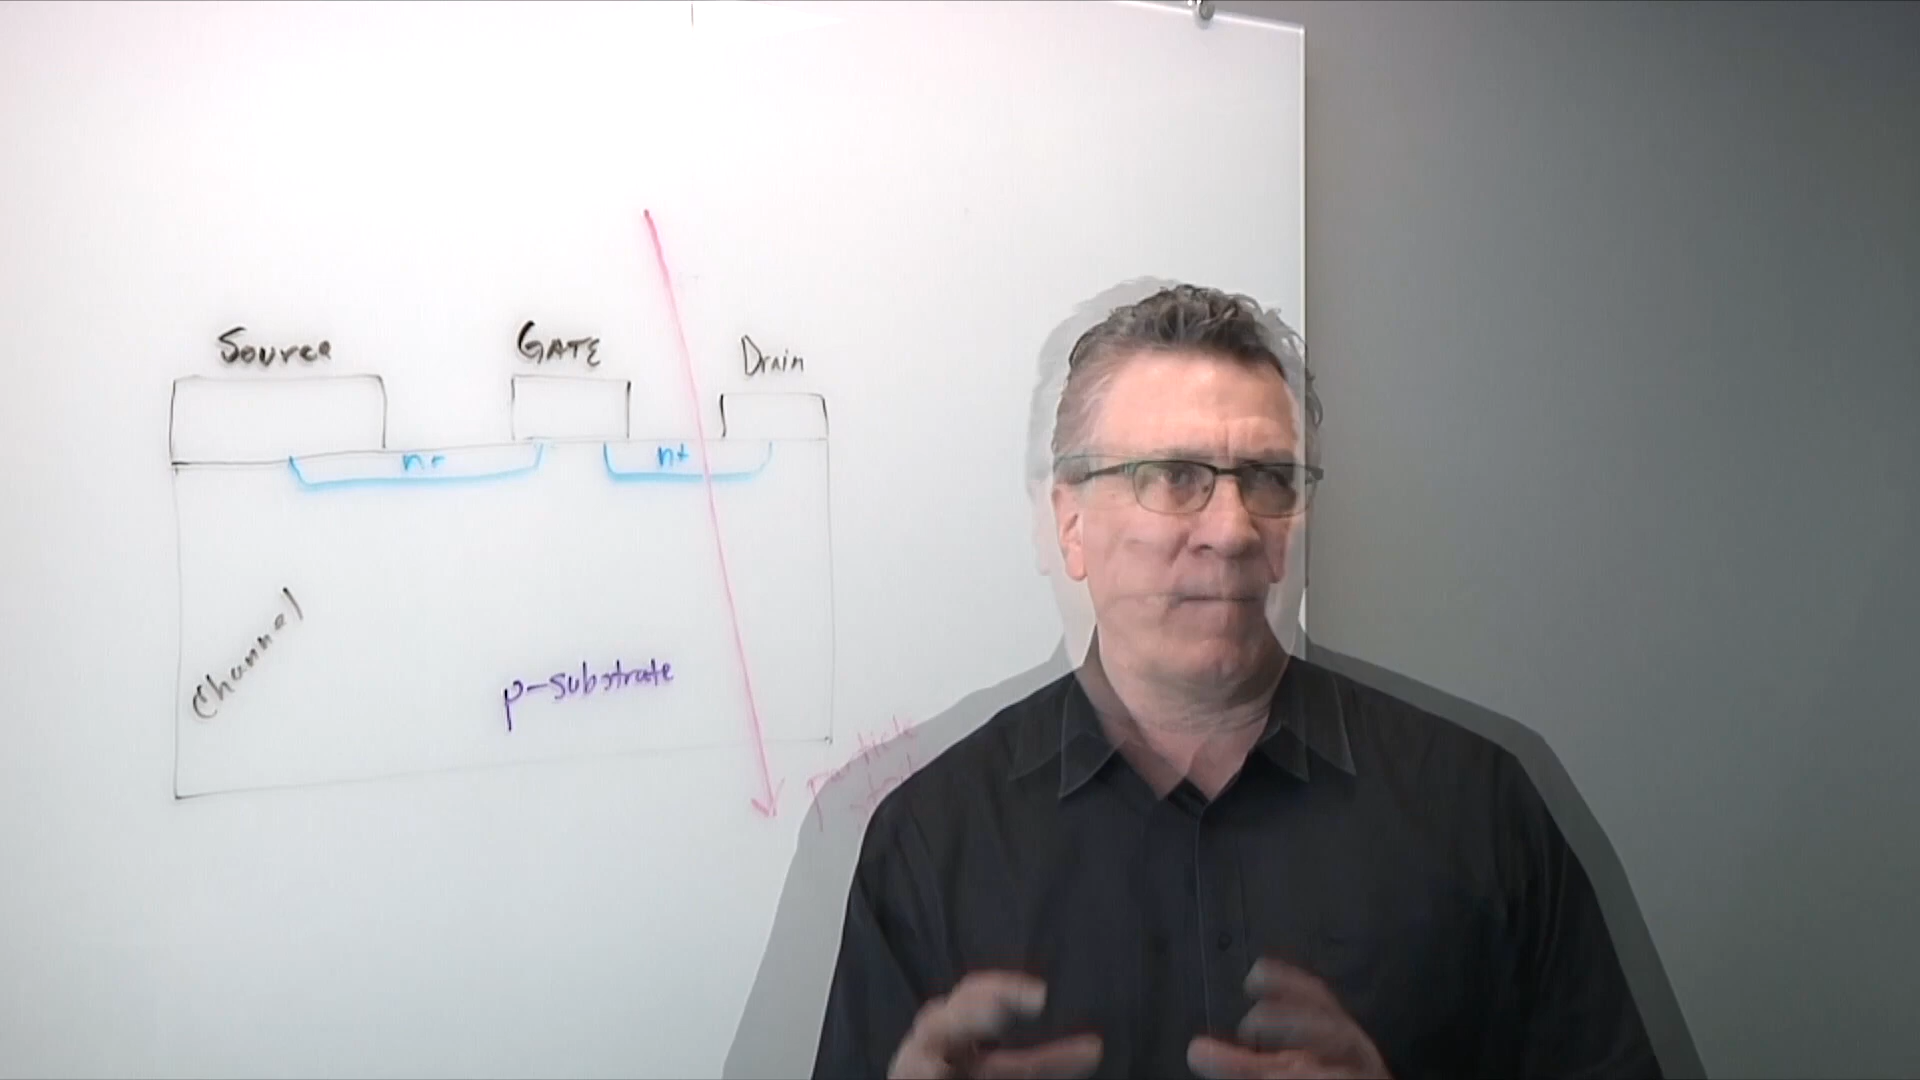 Source
GATE
Drain
n+
n+
Channel
p-substrate
particle